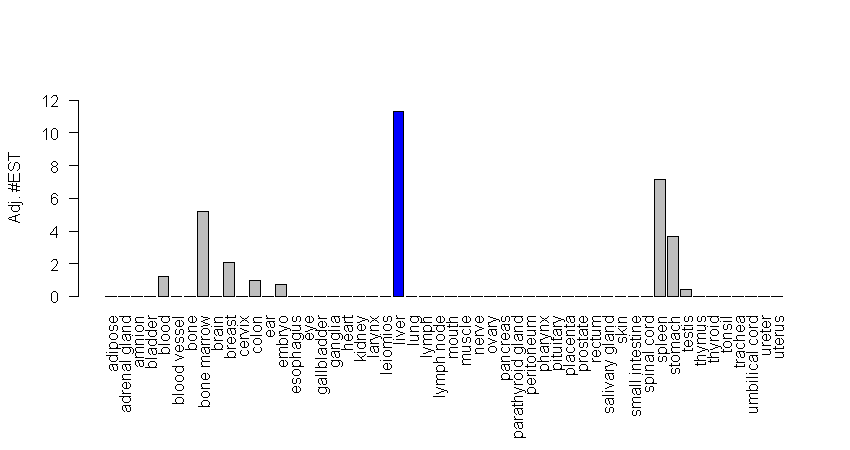 Adj. #EST
12
10
8
6
4
2
0
adipose
adrenal gland
amnion
bladder
blood
blood vessel
bone
bone marrow
brain
breast
cervix
colon
ear
embryo
esophagus
eye
gallbladder
ganglia
heart
kidney
larynx
leiomios
liver
lung
lymph
lymph node
mouth
muscle
nerve
ovary
pancreas
parathyroid gland
peritoneum
pharynx
pituitary
placenta
prostate
rectum
salivary gland
skin
small intestine
spinal cord
spleen
stomach
testis
thymus
thyroid
tonsil
trachea
umbilical cord
ureter
uterus